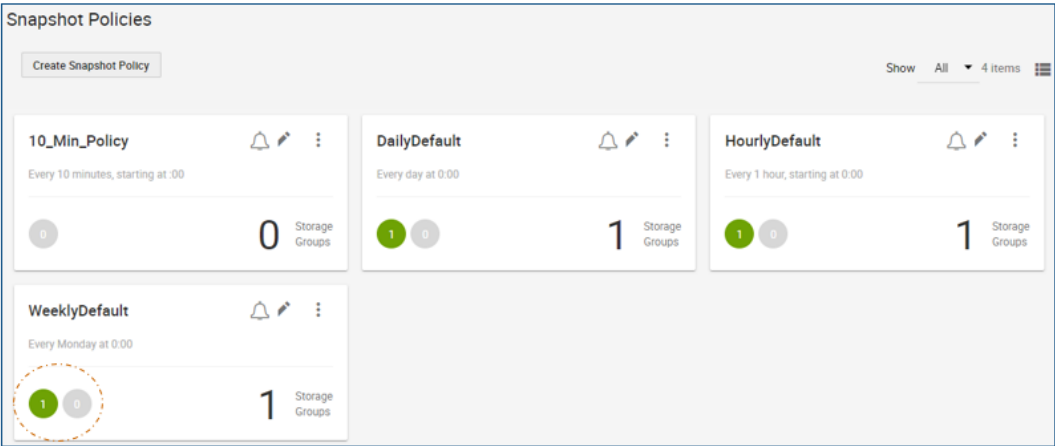 Snapshot Policies
Create Snapshot Policy
Show All 4 items
10_Min_Policy
Every 10 minutes, starting at :00
0
0
Storage
Groups
DailyDefault
Every day at 0:00
1 0
1
Storage
Groups
HourlyDefault
Every 1 hour, starting at 0:00
1 0
1
Storage
Groups
WeeklyDefault
Every Monday at 0:00
1 0
1
Storage
Groups